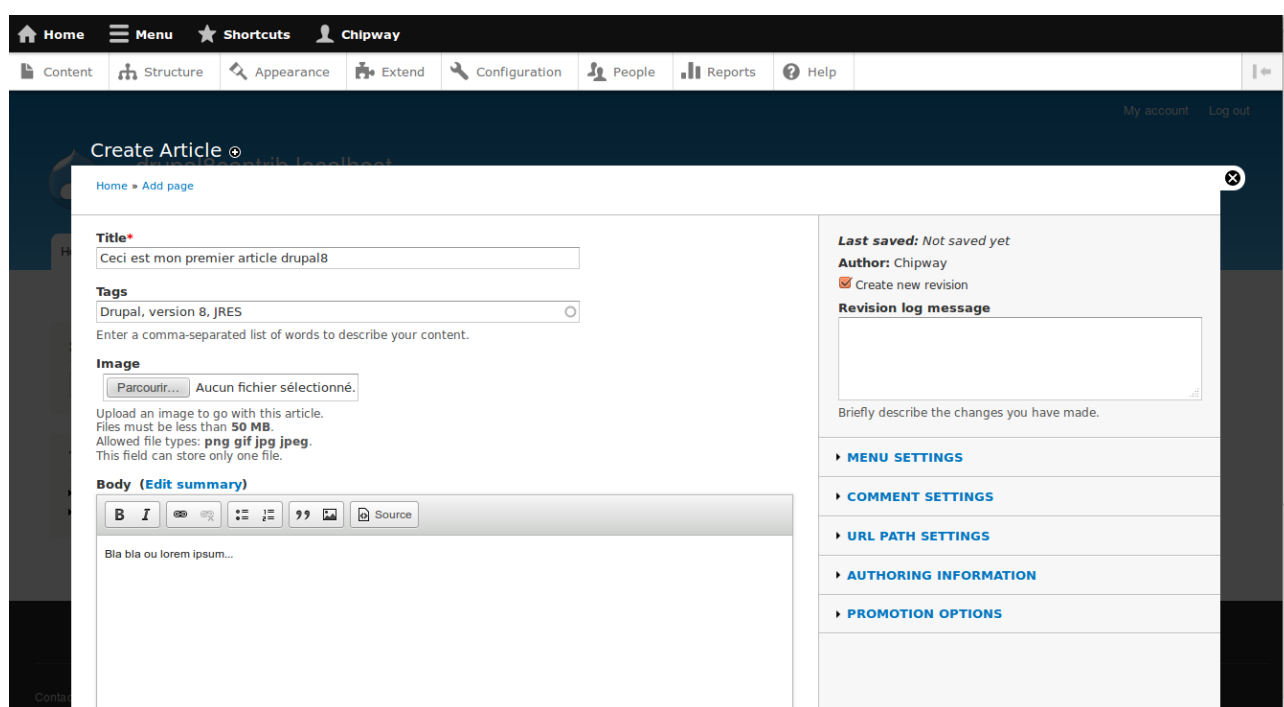 Home Menu Shortcuts Chipway
Content Structure Appearance Extend Configuration People Reports Help
My account Log out
Create Article
drupal8contrib.localhost
Home » Add page
Title*
Ceci est mon premier article drupal8
Tags
Drupal, version 8, JRES
Enter a comma-separated list of words to describe your content.
Image
Parcourir... Aucun fichier sélectionné.
Upload an image to go with this article.
Files must be less than 50 MB.
Allowed file types: png gif jpg jpeg.
This field can store only one file.
Body (Edit summary)
B I Source
Bla bla ou lorem ipsum...
Last saved: Not saved yet
Author: Chipway
Create new revision
Revision log message
Briefly describe the changes you have made.
MENU SETTINGS
COMMENT SETTINGS
URL PATH SETTINGS
AUTHORING INFORMATION
PROMOTION OPTIONS